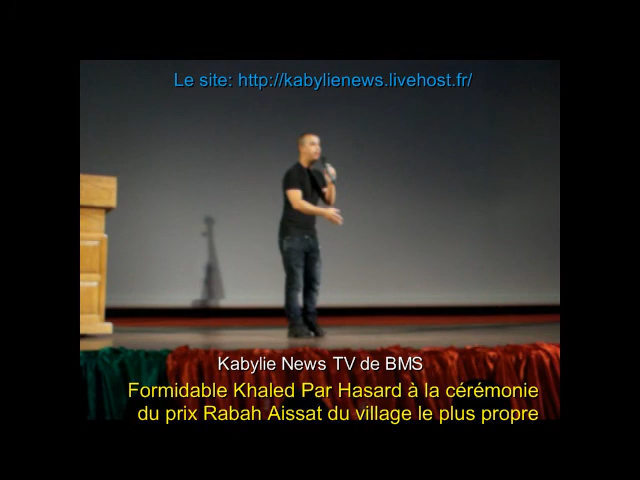 Le site: http://kabylienews.livehost.fr/
Kabylie News TV de BMS
Formidable Khaled Par Hasard à la cérémonie
du prix Rabah Aissat du village le plus propre